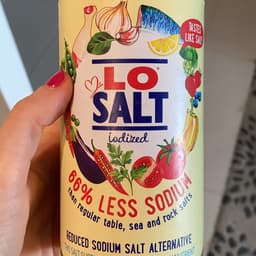 TASTES
LIKE SALT
LO
SALT
iodized
66% LESS SODIUM
than regular table, sea and rock salts
REDUCED SODIUM SALT ALTERNATIVE